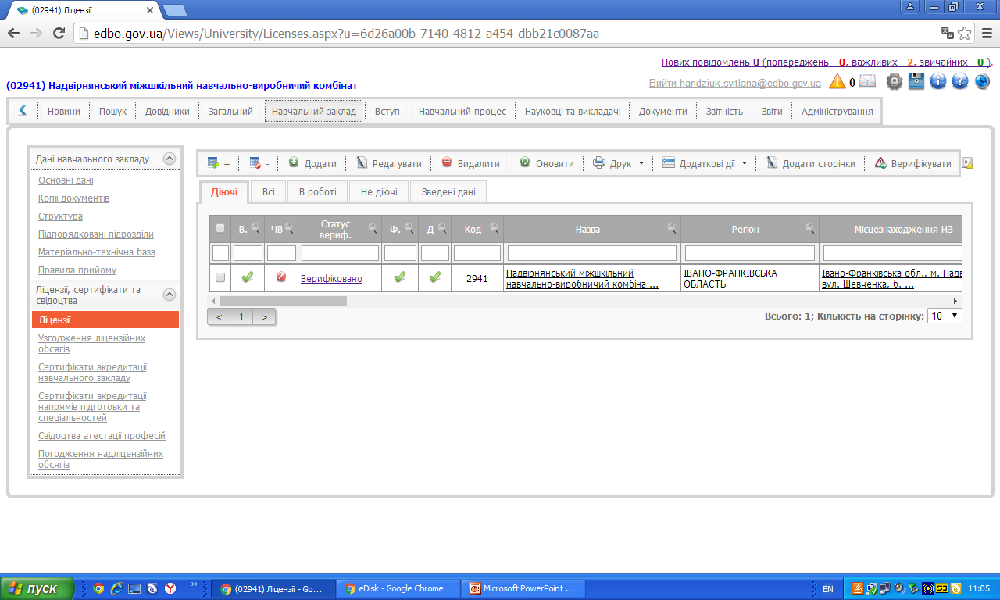 (02941) Ліцензії
edbo.gov.ua/Views/University/Licenses.aspx?u=6d26a00b-7140-4812-a454-dbb21c0087aa
Нових повідомлень 0 (попереджень - 0, важливих - 2, звичайних - 0 ).
(02941) Надвірнянський міжшкільний навчально-виробничий комбінат
Вийти handziuk.svitlana@edbo.gov.ua 0
Новини Пошук Довідники Загальний Навчальний заклад Вступ Навчальний процес Науковці та викладачі Документи Звітність Звіти Адміністрування
Дані навчального закладу
Основні дані
Копії документів
Структура
Підпорядковані підрозділи
Матеріально-технічна база
Правила прийому
Ліцензії, сертифікати та
свідоцтва
Ліцензії
Узгодження ліцензійних
обсягів
Сертифікати акредитації
навчального закладу
Сертифікати акредитації
напрямів підготовки та
спеціальностей
Свідоцтва атестації професій
Погодження надліцензійних
обсягів
+ - Додати Редагувати Видалити Оновити Друк Додаткові дії Додати сторінки Верифікувати
Діючі Всі В роботі Не діючі Зведені дані
В. ЧВ Статус
вериф. Ф. Д Код Назва Регіон Місцезнаходження НЗ
Верифіковано 2941
Надвірнянський міжшкільний
навчально-виробничий комбіна ...
ІВАНО-ФРАНКІВСЬКА
ОБЛАСТЬ
Івано-Франківська обл., м. Надв
вул. Шевченка, б. ...
< 1 >
Всього: 1; Кількість на сторінку: 10
пуск
»
(02941) Ліцензії - Go...
eDisk - Google Chrome
Microsoft PowerPoint ...
EN
11:05